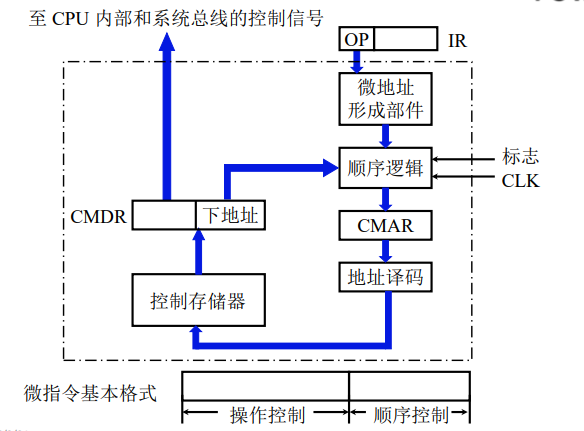 至 CPU 内部和系统总线的控制信号
OP
IR
微地址
形成部件
顺序逻辑
标志
CLK
CMDR
下地址
CMAR
地址译码
控制存储器
微指令基本格式
操作控制
顺序控制